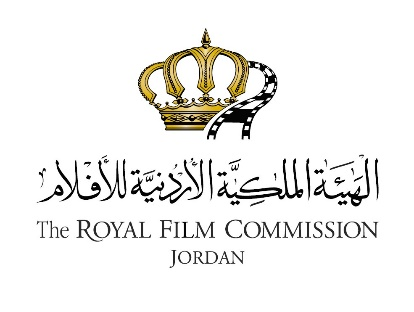 الهيئة الملكية الأردنية للأفلام
The ROYAL FILM COMMISSION
JORDAN